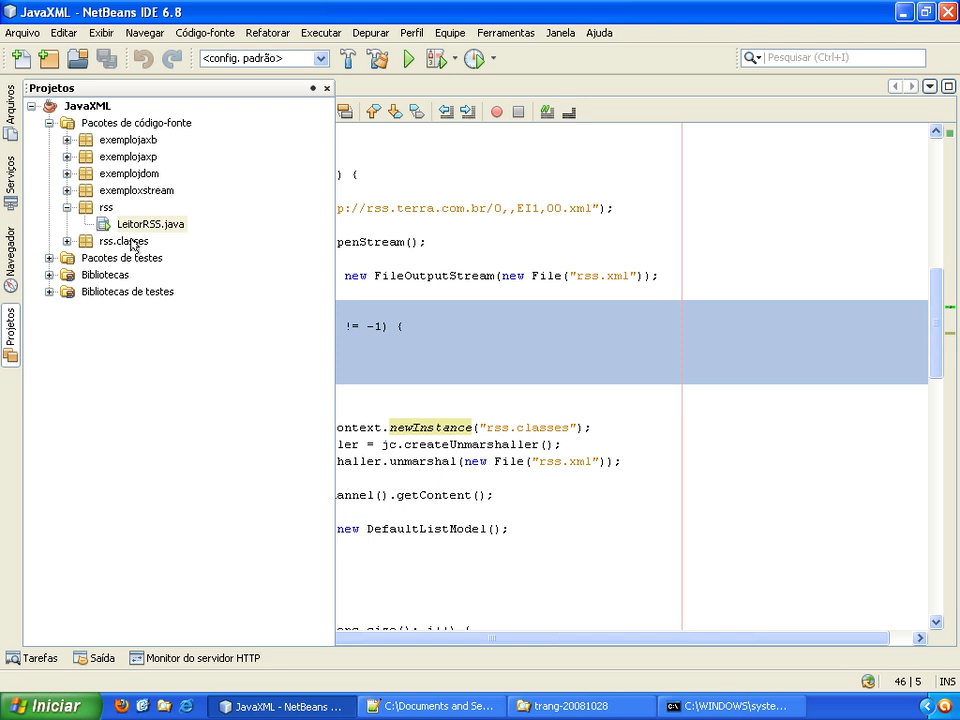 JavaXML - NetBeans IDE 6.8
Arquivo Editar Exibir Navegar Código-fonte Refatorar Executar Depurar Perfil Equipe Ferramentas Janela Ajuda
<config. padrão>
Pesquisar (Ctrl+I)
Projetos
JavaXML
Pacotes de código-fonte
exemplojaxb
exemplojaxp
exemplojdom
exemploxstream
rss
LeitorRSS.java
rss.classes
Pacotes de testes
Bibliotecas
Bibliotecas de testes
Arquivos
Serviços
Navegador
Projetos
) {
p://rss.terra.com.br/0,,EI1,00.xml");
penStream();
new FileOutputStream(new File("rss.xml"));
!= -1) {
ontext.newInstance("rss.classes");
ler = jc.createUnmarshaller();
haller.unmarshal(new File("rss.xml"));
annel().getContent();
new DefaultListModel();
ens.size(); i++) {
Tarefas Saída Monitor do servidor HTTP
46 | 5 INS
Iniciar
JavaXML - NetBeans ...
C:\Documents and Se...
trang-20081028
C:\WINDOWS\syste...